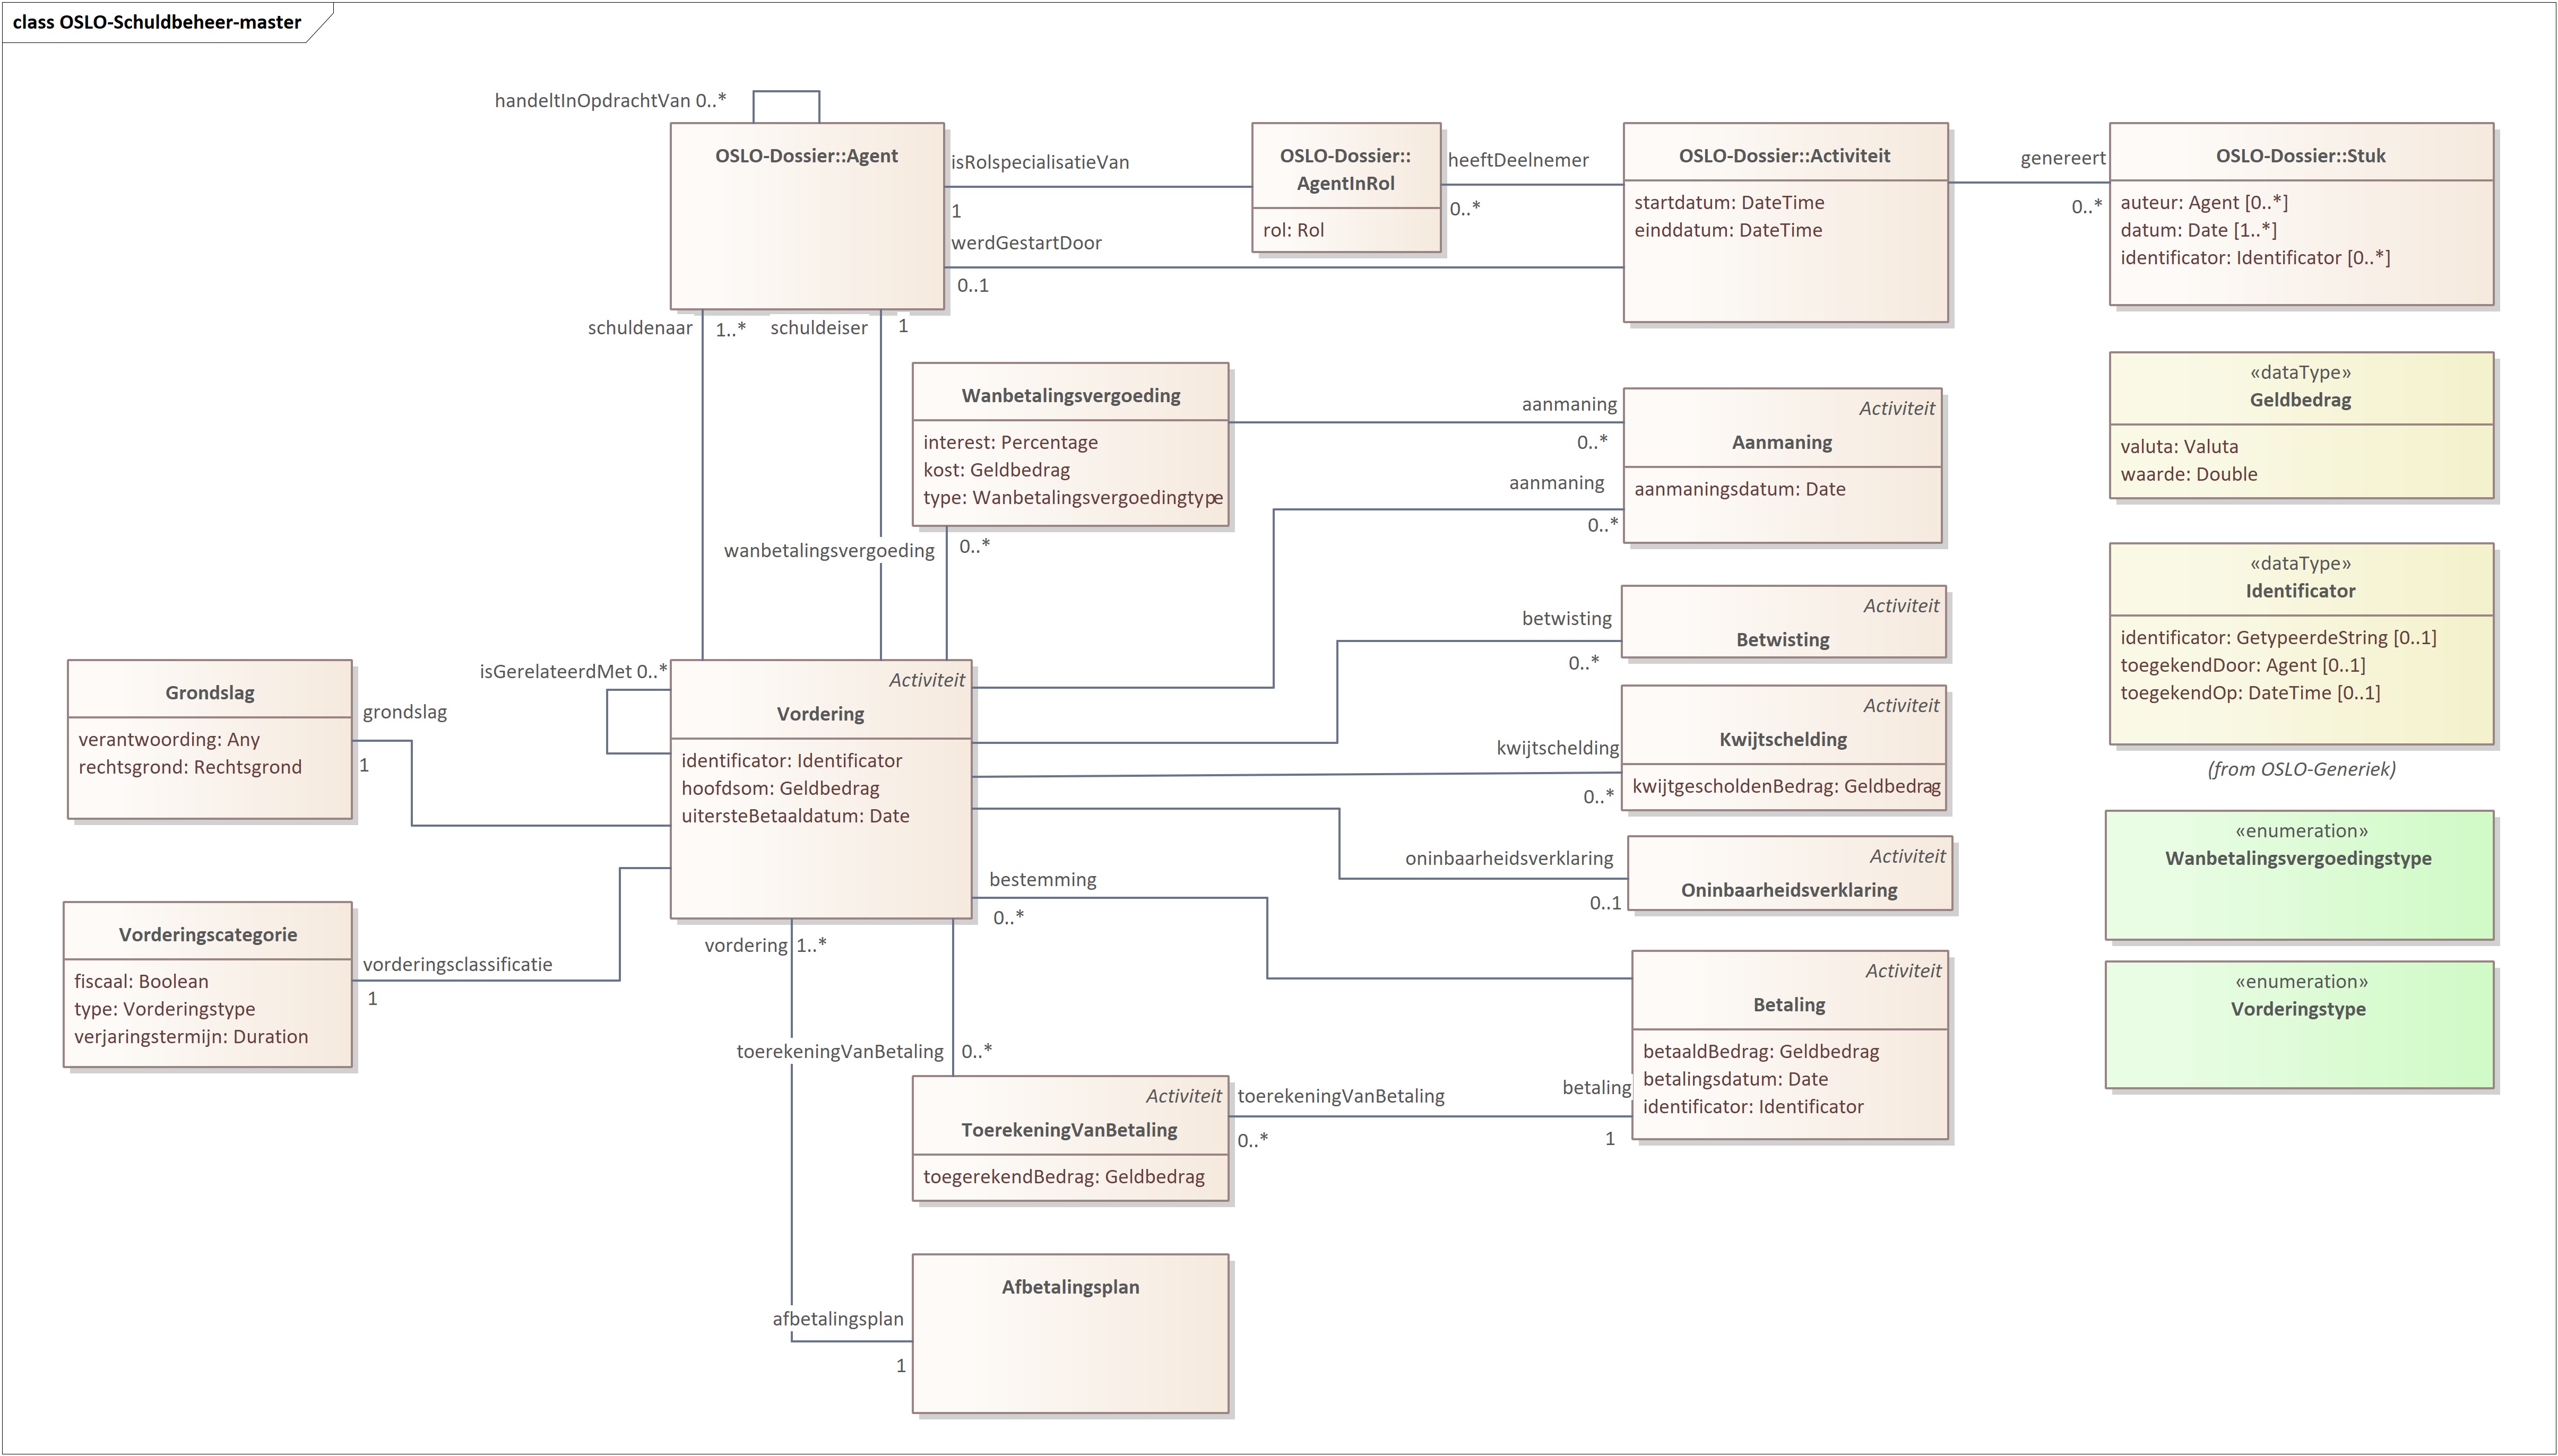 class OSLO-Schuldbeheer-master
handeltInOpdrachtVan 0..*
OSLO-Dossier::Agent
isRolspecialisatieVan
1
werdGestartDoor
0..1
OSLO-Dossier::
AgentInRol
rol: Rol
heeftDeelnemer
0..*
OSLO-Dossier::Activiteit
startdatum: DateTime
einddatum: DateTime
genereert
0..*
OSLO-Dossier::Stuk
auteur: Agent [0..*]
datum: Date [1..*]
identificator: Identificator [0..*]
schuldenaar
1..*
schuldeiser
1
Wanbetalingsvergoeding
interest: Percentage
kost: Geldbedrag
type: Wanbetalingsvergoedingtype
wanbetalingsvergoeding
0..*
aanmaning
0..*
aanmaning
0..*
Activiteit
Aanmaning
aanmaningsdatum: Date
«dataType»
Geldbedrag
valuta: Valuta
waarde: Double
betwisting
0..*
Activiteit
Betwisting
«dataType»
Identificator
identificator: GetypeerdeString [0..1]
toegekendDoor: Agent [0..1]
toegekendOp: DateTime [0..1]
(from OSLO-Generiek)
Grondslag
verantwoording: Any
rechtsgrond: Rechtsgrond
grondslag
1
isGerelateerdMet 0..*
Activiteit
Vordering
identificator: Identificator
hoofdsom: Geldbedrag
uitersteBetaaldatum: Date
kwijtschelding
0..*
Activiteit
Kwijtschelding
kwijtgescholdenBedrag: Geldbedrag
oninbaarheidsverklaring
0..1
Activiteit
Oninbaarheidsverklaring
«enumeration»
Wanbetalingsvergoedingstype
Vorderingscategorie
fiscaal: Boolean
type: Vorderingstype
verjaringstermijn: Duration
vorderingsclassificatie
1
bestemming
0..*
vordering
1..*
Activiteit
Betaling
betaaldBedrag: Geldbedrag
betalingsdatum: Date
identificator: Identificator
«enumeration»
Vorderingstype
toerekeningVanBetaling
0..*
Activiteit
ToerekeningVanBetaling
toegerekendBedrag: Geldbedrag
toerekeningVanBetaling
0..*
betaling
1
Afbetalingsplan
afbetalingsplan
1